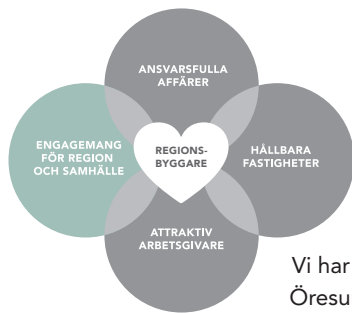 ANSVARSFULLA
AFFÄRER
ENGAGEMANG
FÖR REGION
OCH SAMHÄLLE
REGIONS-
BYGGARE
HÅLLBARA
FASTIGHETER
ATTRAKTIV
ARBETSGIVARE
Vi har
Öresu